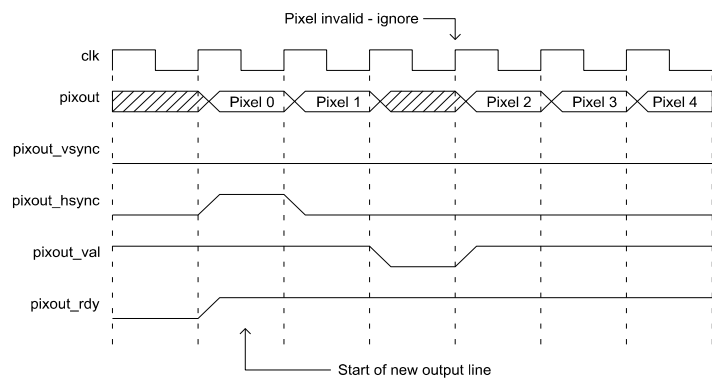 Pixel invalid - ignore
clk
pixout
Pixel 0
Pixel 1
Pixel 2
Pixel 3
Pixel 4
pixout_vsync
pixout_hsync
pixout_val
pixout_rdy
Start of new output line